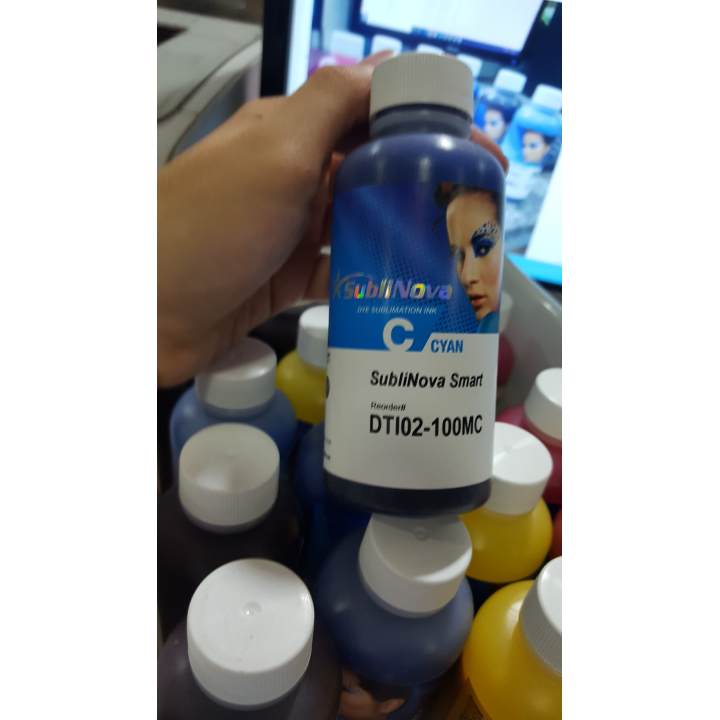 SubliNova
DYE SUBLIMATION INK
C CYAN
SubliNova Smart
Reorder#
DTI02-100MC